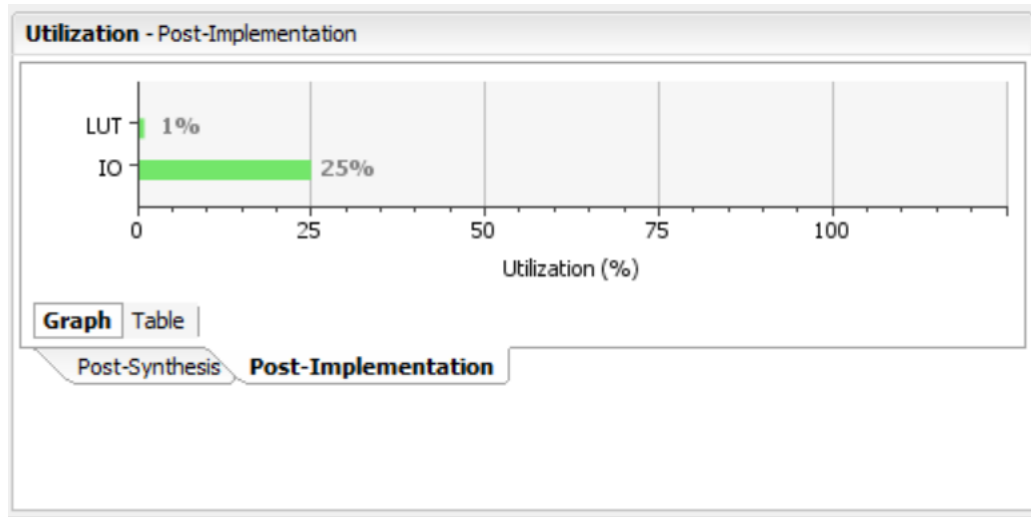 Utilization - Post-Implementation
LUT 1%
IO 25%
0 25 50 75 100
Utilization (%)
Graph Table
Post-Synthesis Post-Implementation